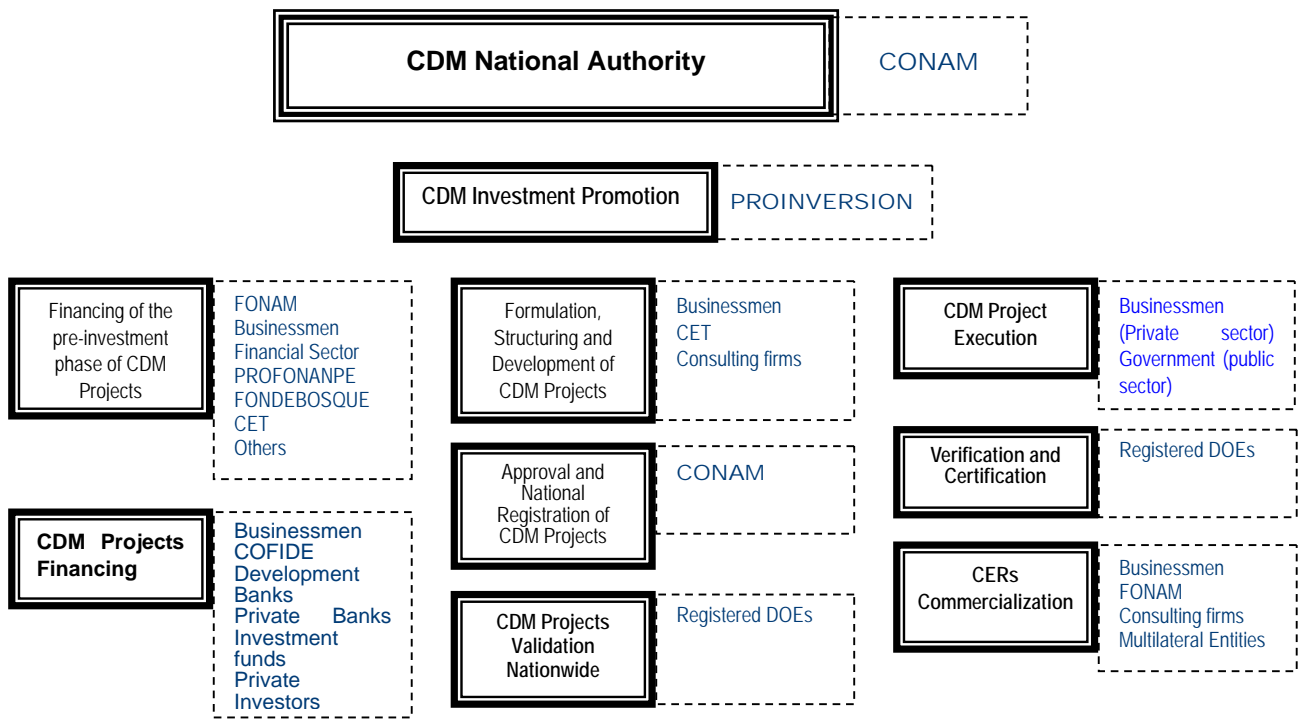 CDM National Authority
CONAM
CDM Investment Promotion
PROINVERSION
Financing of the
pre-investment
phase of CDM
Projects
FONAM
Businessmen
Financial Sector
PROFONANPE
FONDEBOSQUE
CET
Others
CDM Projects
Financing
Businessmen
COFIDE
Development
Banks
Private Banks
Investment
funds
Private
Investors
Formulation,
Structuring and
Development of
CDM Projects
Businessmen
CET
Consulting firms
Approval and
National
Registration of
CDM Projects
CONAM
CDM Projects
Validation
Nationwide
Registered DOEs
CDM Project
Execution
Businessmen
(Private sector)
Government (public
sector)
Verification and
Certification
Registered DOEs
CERs
Commercialization
Businessmen
FONAM
Consulting firms
Multilateral Entities